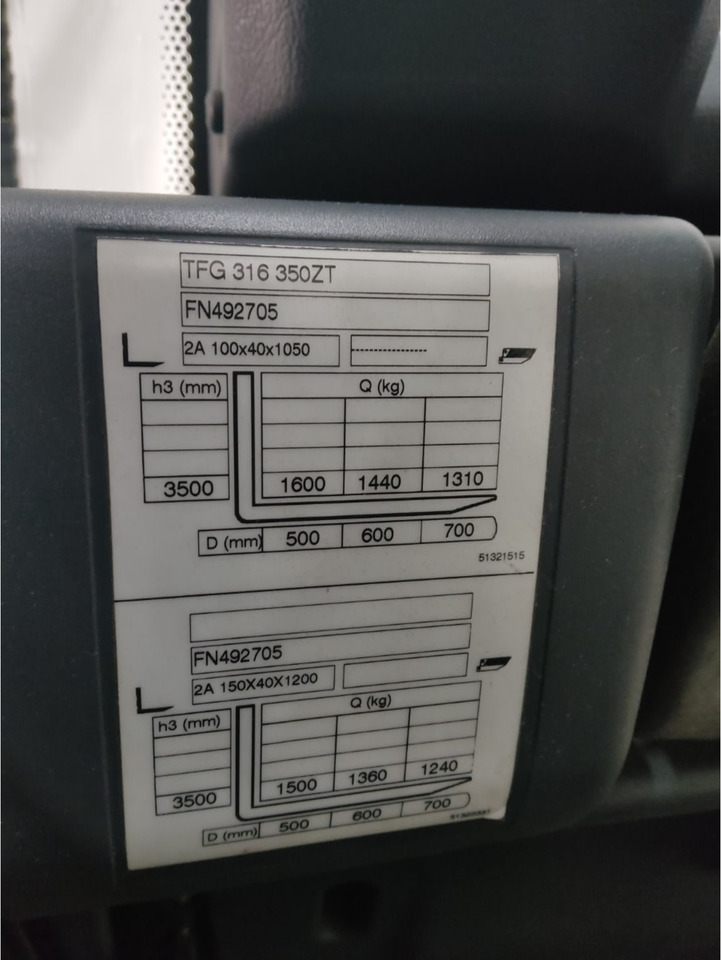 TFG 316 350ZT
FN492705
2A 100x40x1050 --------------
h3 (mm) Q (kg)
3500 1600 1440 1310
D (mm) 500 600 700
51321515
FN492705
2A 150X40X1200
h3 (mm) Q (kg)
3500 1500 1360 1240
D (mm) 500 600 700